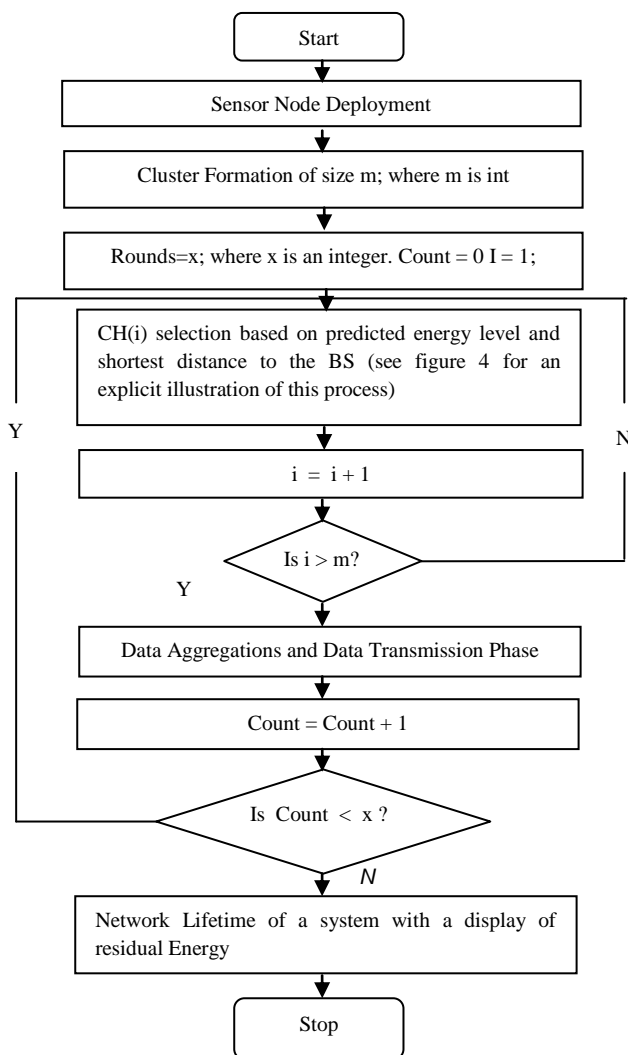 Start
Sensor Node Deployment
Cluster Formation of size m; where m is int
Rounds=x; where x is an integer. Count = 0 I = 1;
CH(i) selection based on predicted energy level and
shortest distance to the BS (see figure 4 for an
explicit illustration of this process)
Y
N
i = i + 1
Is i > m?
Y
Data Aggregations and Data Transmission Phase
Count = Count + 1
Is Count < x ?
N
Network Lifetime of a system with a display of
residual Energy
Stop